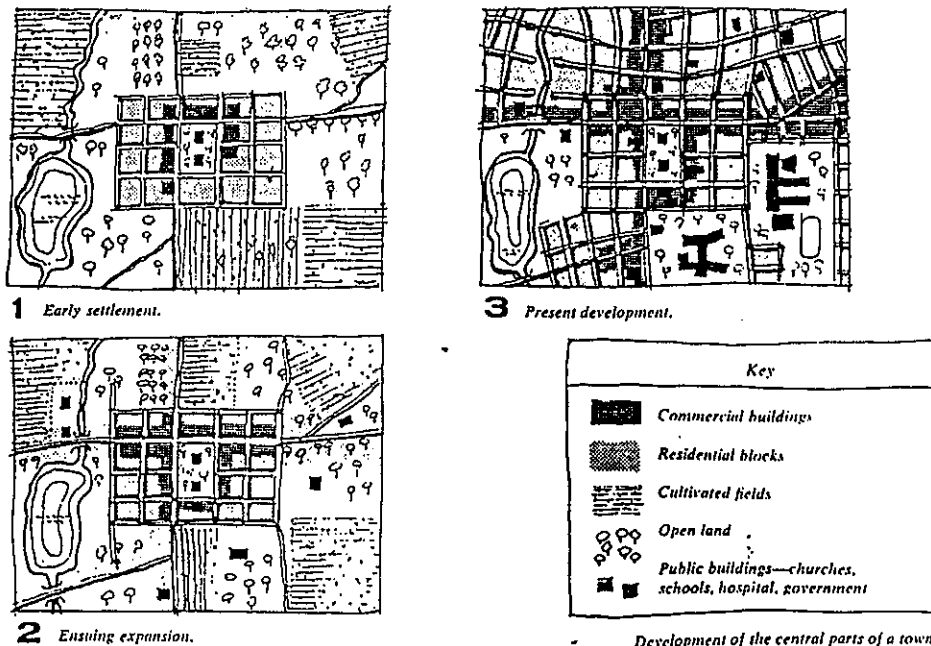 1 Early settlement.
3 Present development.
2 Ensuing expansion.
Key
Commercial buildings
Residential blocks
Cultivated fields
Open land
Public buildings—churches,
schools, hospital, government
Development of the central parts of a town